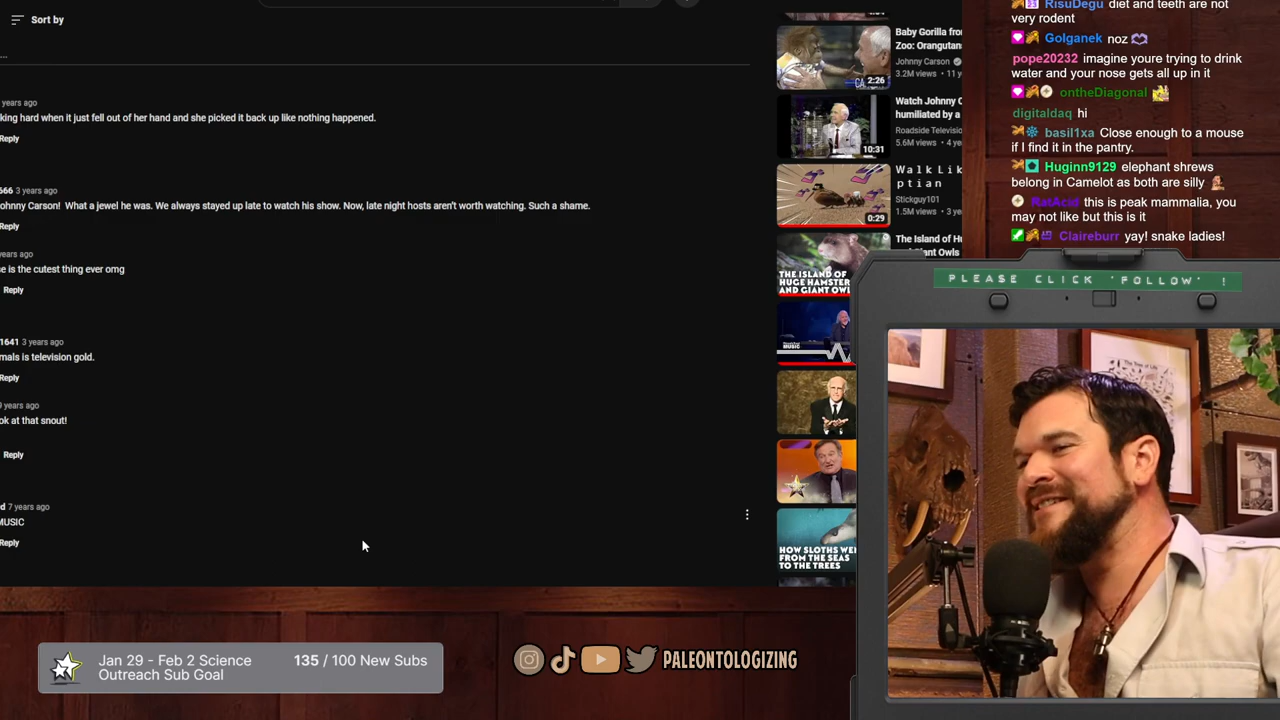 Sort by
...
years ago
king hard when it just fell out of her hand and she picked it back up like nothing happened.
Reply
666 3 years ago
ohnny Carson! What a jewel he was. We always stayed up late to watch his show. Now, late night hosts aren't worth watching. Such a shame.
Reply
years ago
se is the cutest thing ever omg
Reply
1641 3 years ago
mals is television gold.
Reply
9 years ago
ok at that snout!
Reply
d 7 years ago
MUSIC
Reply
Baby Gorilla fro
Zoo: Orangutan
Johnny Carson
3.2M views • 11 y
2:26
Watch Johnny C
humiliated by a
Roadside Televisio
5.6M views • 4 ye
10:31
Walk Lik
ptian
Stickguy101
1.5M views • 3 ye
0:29
The Island of Hu
nt Owls
THE ISLAND OF
HUGE HAMSTER
AND GIANT OWL
MUSIC
HOW SLOTHS WE
FROM THE SEAS
TO THE TREES
RisuDegu diet and teeth are not
very rodent
Golganek noz
pope20232 imagine youre trying to drink
water and your nose gets all up in it
ontheDiagonal
digitaldaq hi
basil1xa Close enough to a mouse
if I find it in the pantry.
Huginn9129 elephant shrews
belong in Camelot as both are silly
NatAcid this is peak mammalia, you
may not like but this is it
Claireburr yay! snake ladies!
PLEASE CLICK 'FOLLOW' !
Jan 29 - Feb 2 Science
Outreach Sub Goal
135 / 100 New Subs
PALEONTOLOGIZING